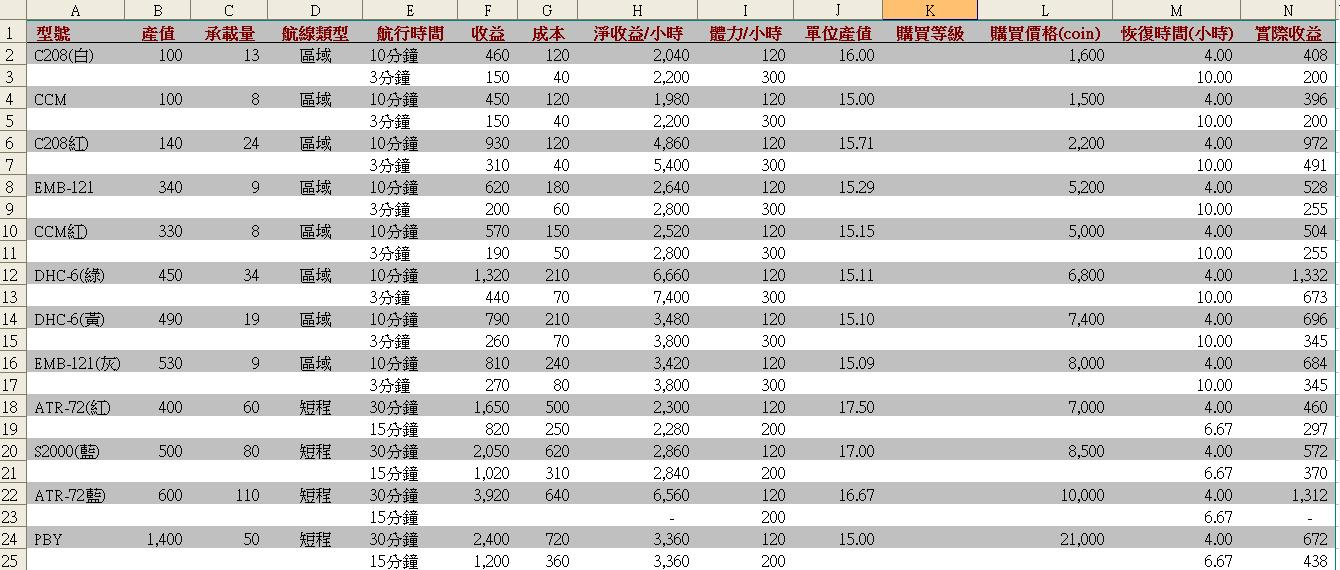 A B C D E F G H I J K L M N
1 型號 產值 承載量 航線類型 航行時間 收益 成本 淨收益/小時 體力/小時 單位產值 購買等級 購買價格(coin) 恢復時間(小時) 實際收益
2 C208(白) 100 13 區域 10分鐘 460 120 2,040 120 16.00 1,600 4.00 408
3 3分鐘 150 40 2,200 300 10.00 200
4 CCM 100 8 區域 10分鐘 450 120 1,980 120 15.00 1,500 4.00 396
5 3分鐘 150 40 2,200 300 10.00 200
6 C208紅) 140 24 區域 10分鐘 930 120 4,860 120 15.71 2,200 4.00 972
7 3分鐘 310 40 5,400 300 10.00 491
8 EMB-121 340 9 區域 10分鐘 620 180 2,640 120 15.29 5,200 4.00 528
9 3分鐘 200 60 2,800 300 10.00 255
10 CCM紅) 330 8 區域 10分鐘 570 150 2,520 120 15.15 5,000 4.00 504
11 3分鐘 190 50 2,800 300 10.00 255
12 DHC-6(綠) 450 34 區域 10分鐘 1,320 210 6,660 120 15.11 6,800 4.00 1,332
13 3分鐘 440 70 7,400 300 10.00 673
14 DHC-6(黃) 490 19 區域 10分鐘 790 210 3,480 120 15.10 7,400 4.00 696
15 3分鐘 260 70 3,800 300 10.00 345
16 EMB-121(灰) 530 9 區域 10分鐘 810 240 3,420 120 15.09 8,000 4.00 684
17 3分鐘 270 80 3,800 300 10.00 345
18 ATR-72(紅) 400 60 短程 30分鐘 1,650 500 2,300 120 17.50 7,000 4.00 460
19 15分鐘 820 250 2,280 200 6.67 297
20 S2000(藍) 500 80 短程 30分鐘 2,050 620 2,860 120 17.00 8,500 4.00 572
21 15分鐘 1,020 310 2,840 200 6.67 370
22 ATR-72藍) 600 110 短程 30分鐘 3,920 640 6,560 120 16.67 10,000 4.00 1,312
23 15分鐘 - 200 6.67 -
24 PBY 1,400 50 短程 30分鐘 2,400 720 3,360 120 15.00 21,000 4.00 672
25 15分鐘 1,200 360 3,360 200 6.67 438